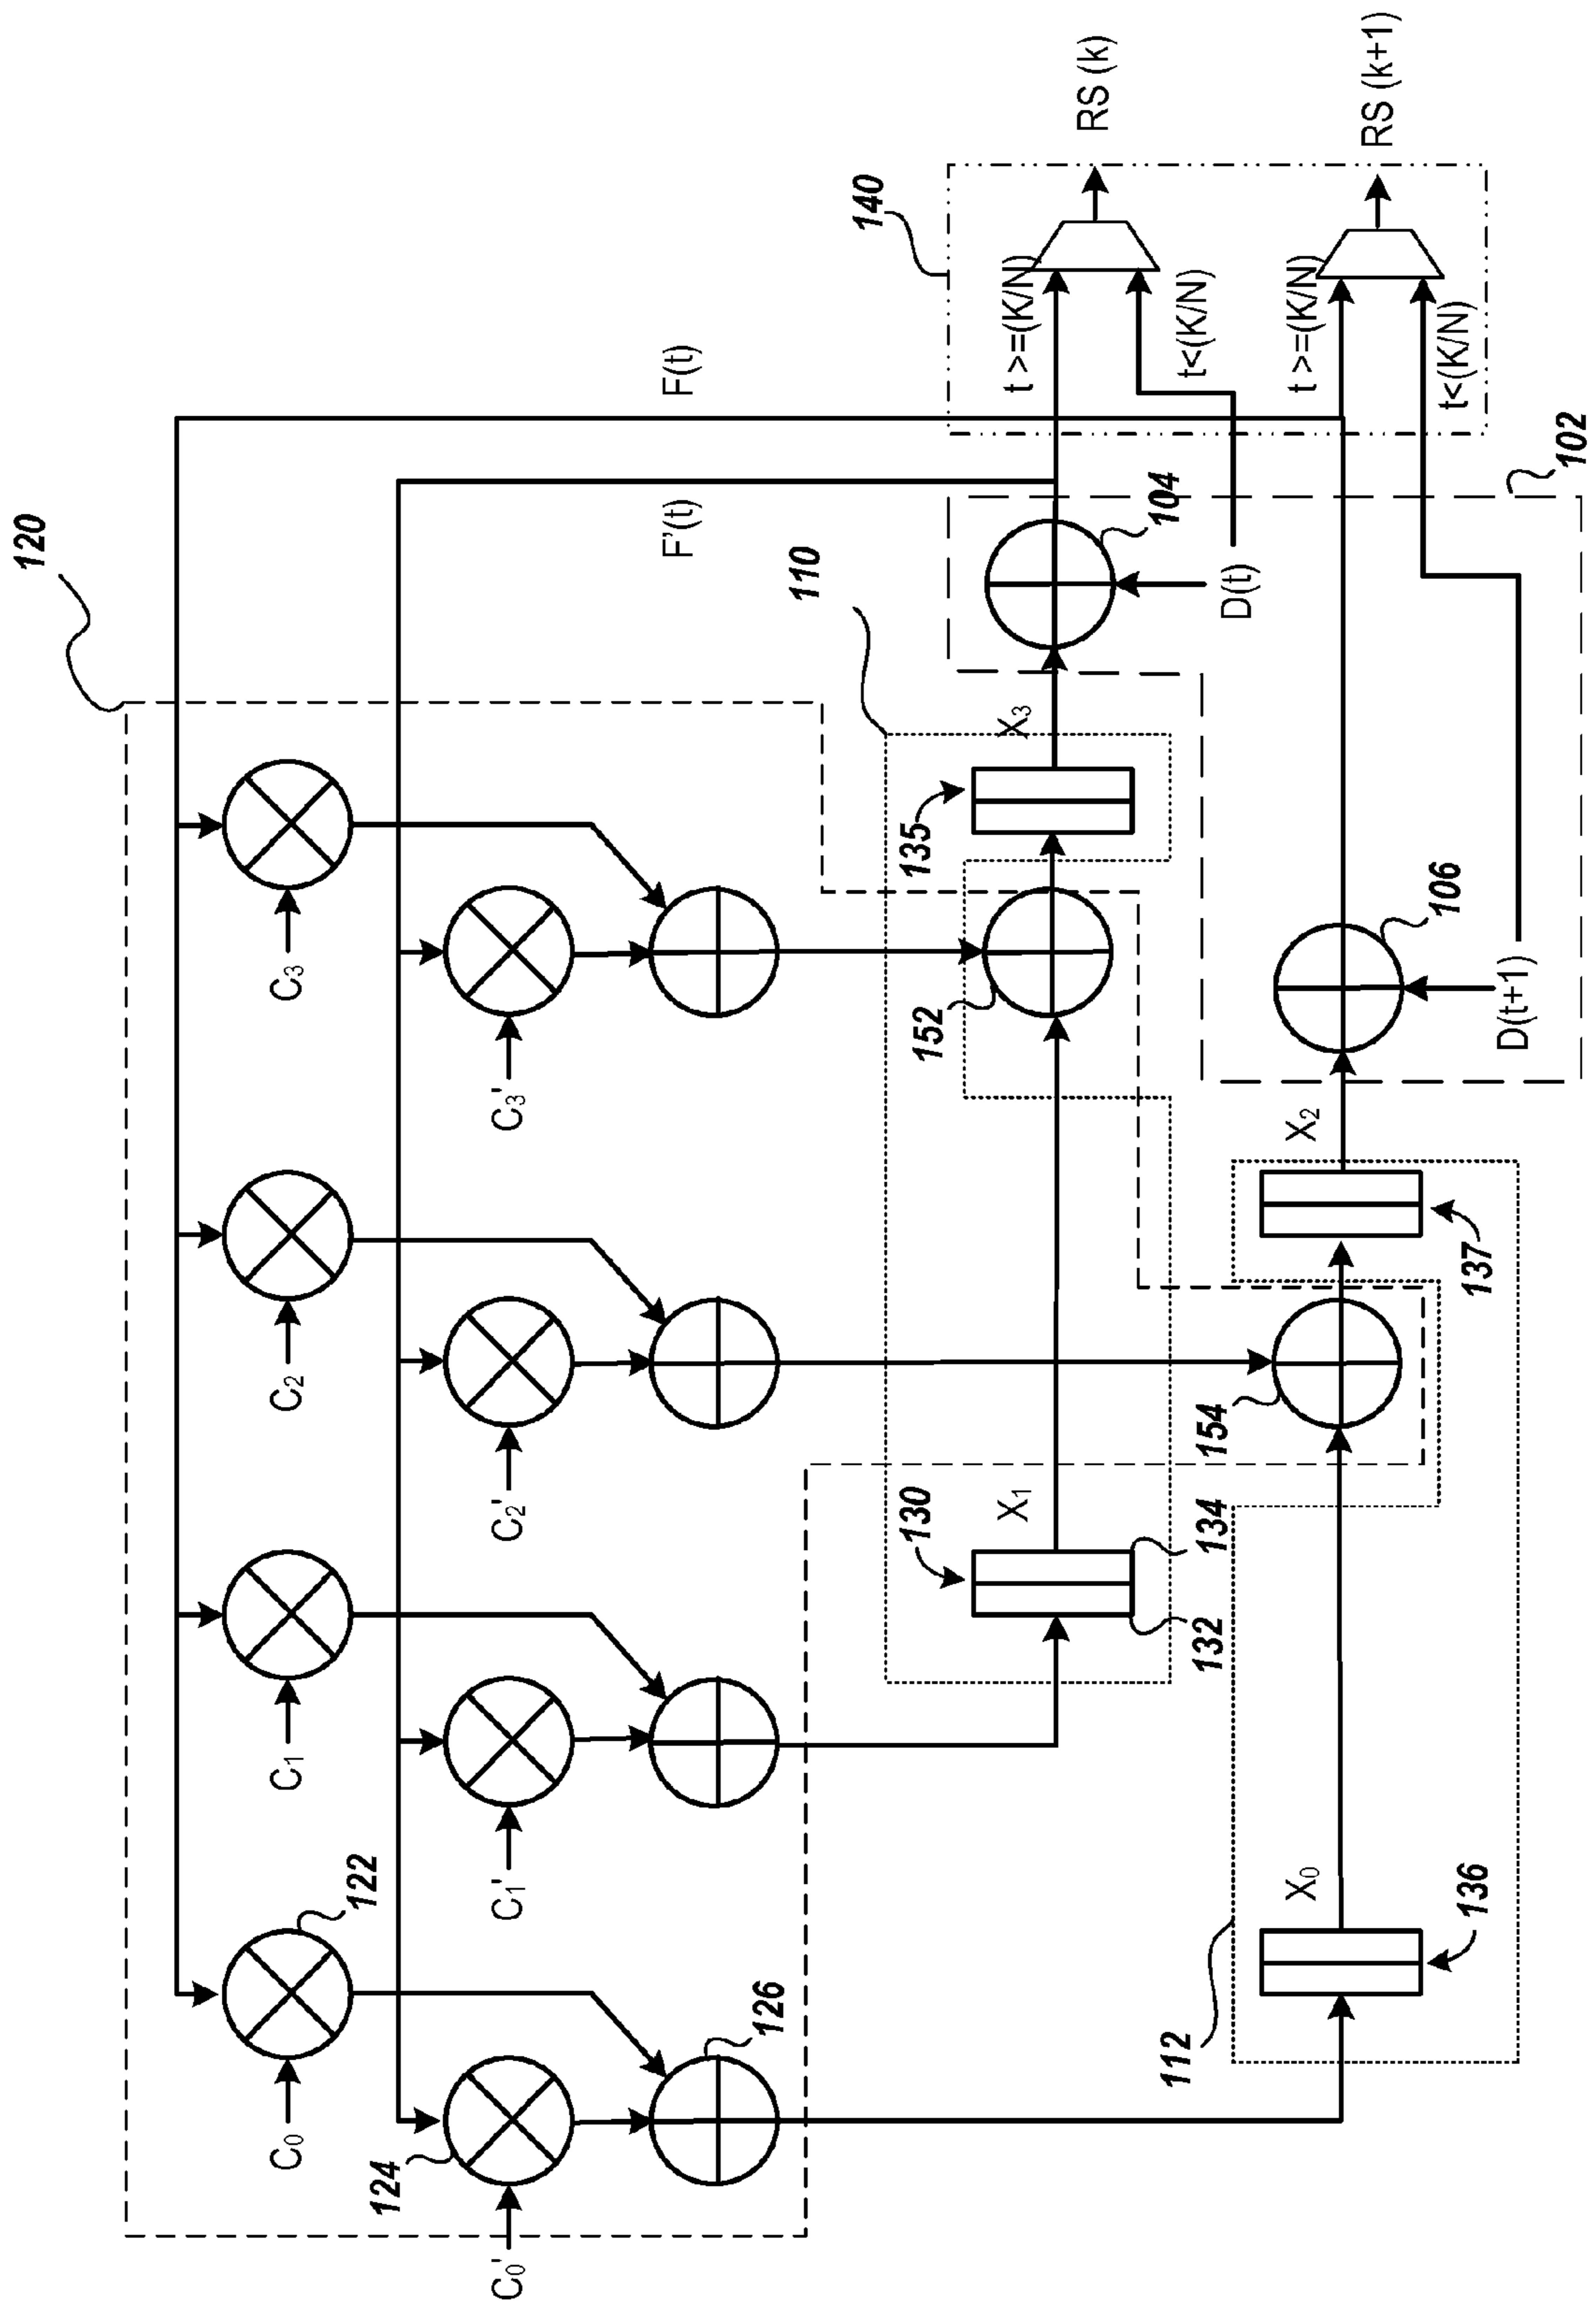 120
F(t)
F'(t)
C₀
C₁
C₂
C₃
122
C₀'
C₁'
C₂'
C₃'
124
126
110
140
130
X₁
132
134
152
135
X₃
104
D(t)
t >=(K/N)
t<(K/N)
RS (k)
112
X₀
136
154
137
X₂
106
D(t+1)
102
t >=(K/N)
t<(K/N)
RS (k+1)